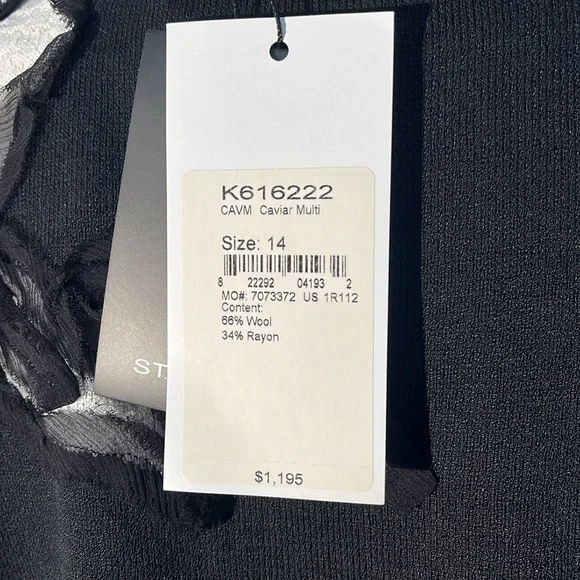 K616222
CAVM Caviar Multi
Size: 14
8 22292 04193 2
MO#: 7073372 US 1R112
Content:
66% Wool
34% Rayon
$1,195
ST